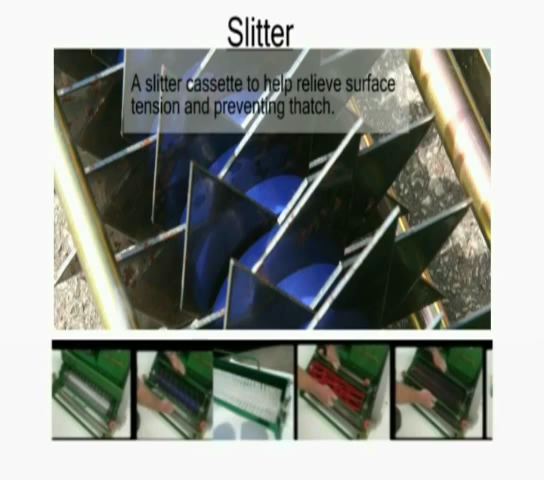 Slitter
A slitter cassette to help relieve surface
tension and preventing thatch.